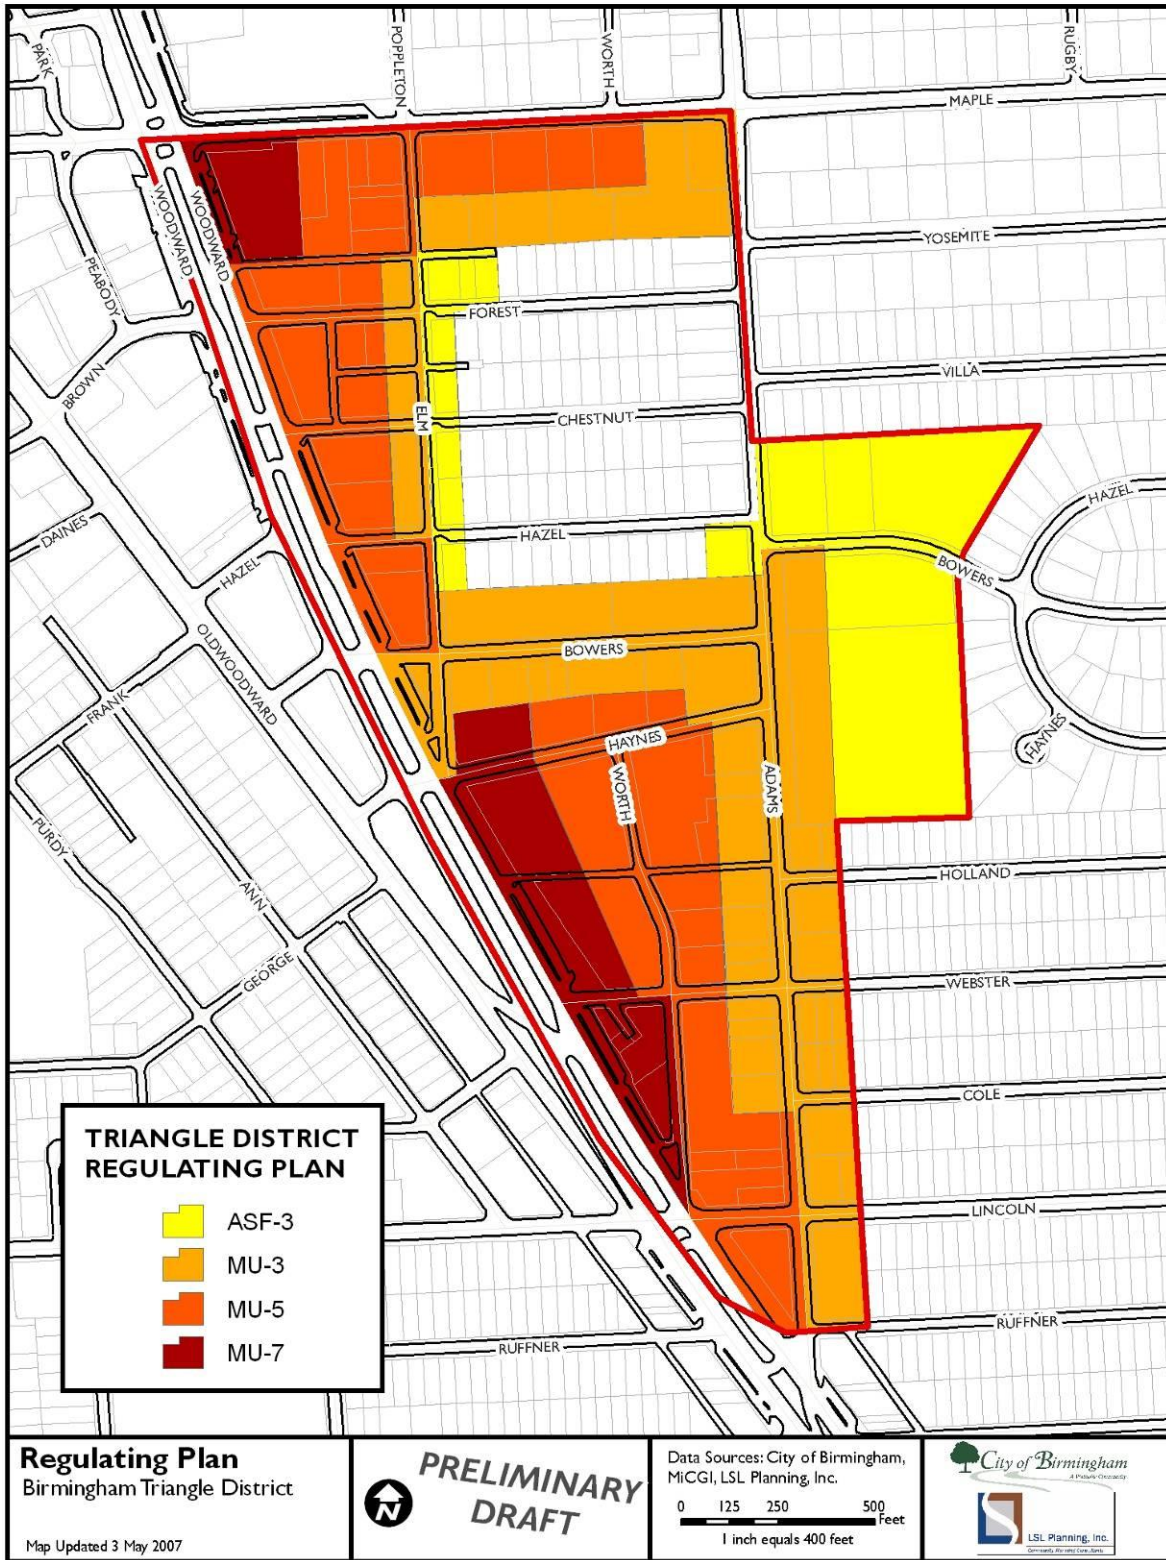 PARK
POPPLETON
WORTH
RUGBY
MAPLE
WOODWARD
WOODWARD
YOSEMITE
PEABODY
FOREST
VILLA
BROWN
ELM
CHESTNUT
HAZEL
HAZEL
DAINES
HAZEL
BOWERS
OLDWOODWARD
BOWERS
FRANK
HAYNES
HAYNES
WORTH
ADAMS
PURDY
HOLLAND
ANN
GEORGE
WEBSTER
COLE
LINCOLN
RUFFNER
RUFFNER
TRIANGLE DISTRICT
REGULATING PLAN
ASF-3
MU-3
MU-5
MU-7
Regulating Plan
Birmingham Triangle District
Map Updated 3 May 2007
N
PRELIMINARY
DRAFT
Data Sources: City of Birmingham,
MiCGI, LSL Planning, Inc.
0 125 250 500
Feet
1 inch equals 400 feet
City of Birmingham
LSL Planning, Inc.